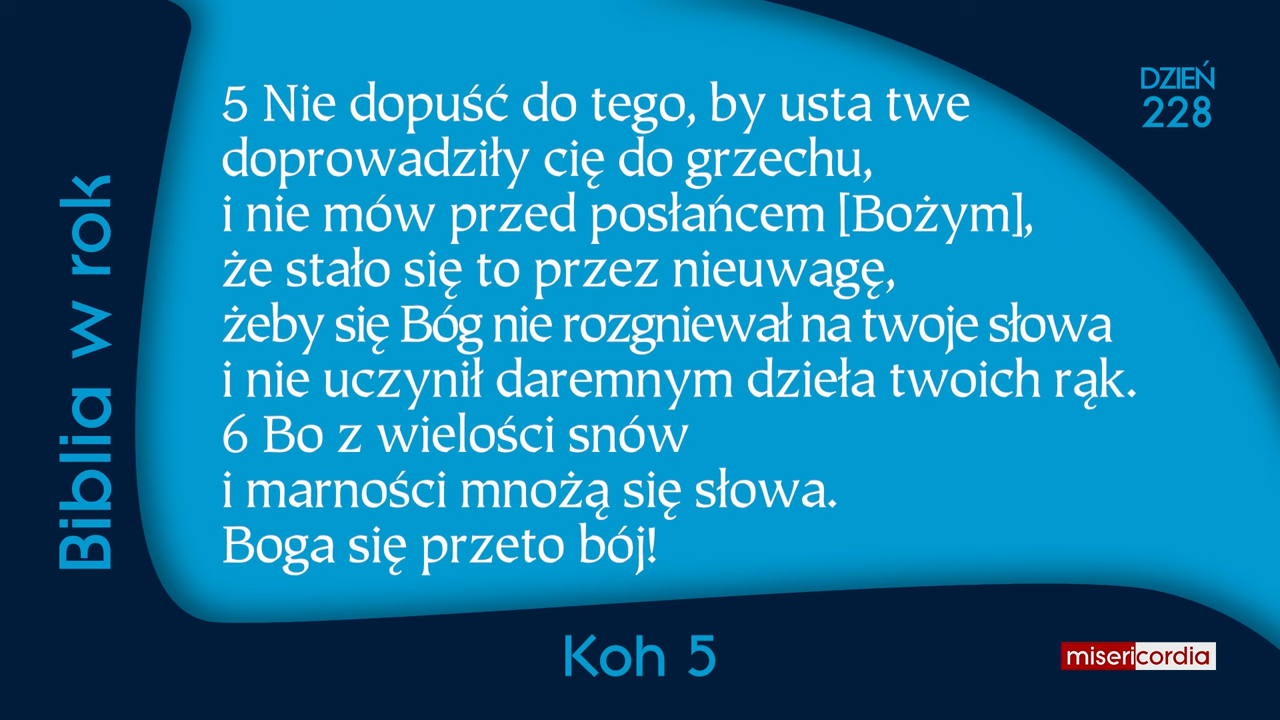 DZIEŃ
228
5 Nie dopuść do tego, by usta twe
doprowadziły cię do grzechu,
i nie mów przed posłańcem [Bożym],
że stało się to przez nieuwagę,
żeby się Bóg nie rozgniewał na twoje słowa
i nie uczynił daremnym dzieła twoich rąk.
6 Bo z wielości snów
i marności mnożą się słowa.
Boga się przeto bój!
Biblia w rok
Koh 5
misericordia